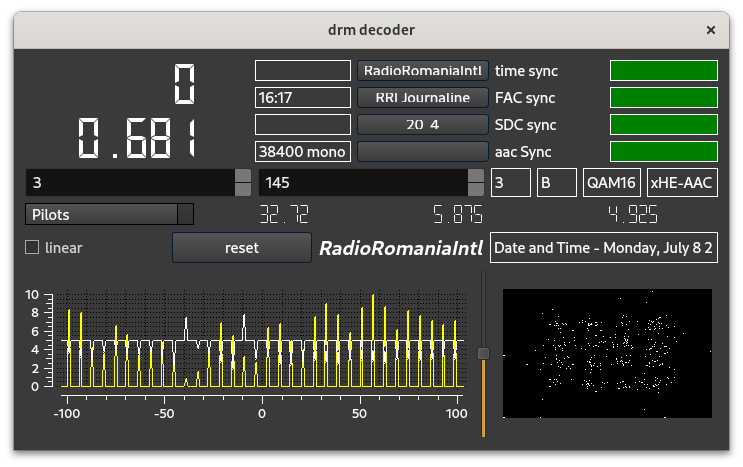 drm decoder
0
RadioRomaniaIntl
time sync
16:17
RRI Journaline
FAC sync
0.681
20 4
SDC sync
38400 mono
aac Sync
3
145
3
B
QAM16
xHE-AAC
Pilots
32.72
5.875
4.925
linear
reset
RadioRomaniaIntl
Date and Time - Monday, July 8 2
10
8
6
4
2
0
-100
-50
0
50
100